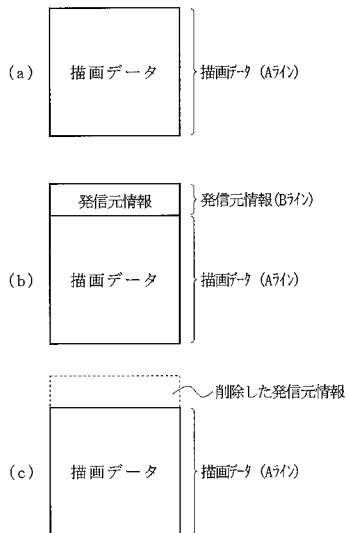 (a) 描画データ 描画データ (Aライン)
発信元情報 発信元情報(Bライン)
(b) 描画データ 描画データ (Aライン)
削除した発信元情報
(c) 描画データ 描画データ (Aライン)